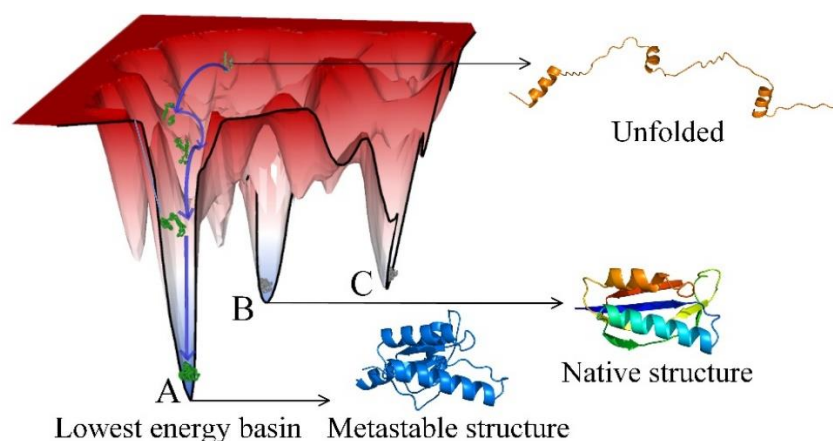 Unfolded
C
B
Native structure
A
Lowest energy basin
Metastable structure